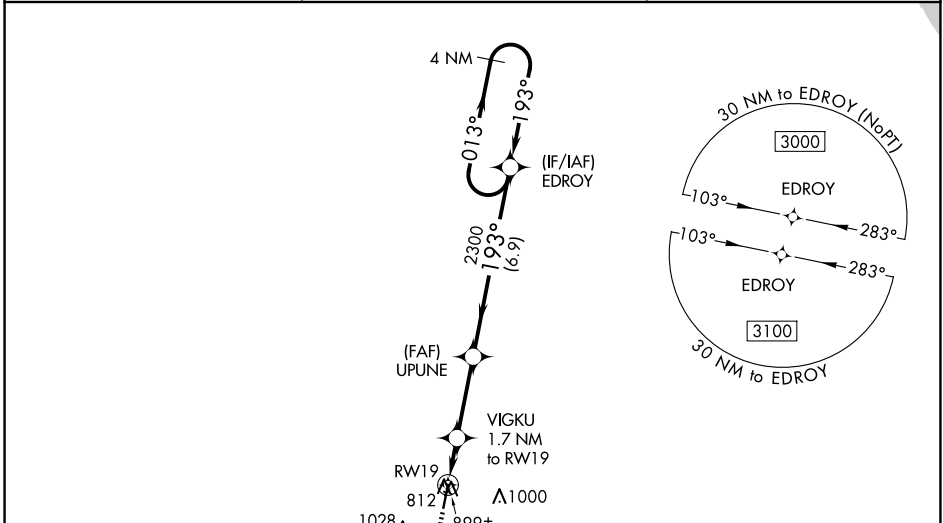 4 NM
013°
193°
(IF/IAF)
EDROY
2300
193°
(6.9)
(FAF)
UPUNE
VIGKU
1.7 NM
to RW19
RW19
812
1000
1028
899±
30 NM to EDROY (NoPT)
3000
EDROY
103°
283°
103°
283°
EDROY
3100
30 NM to EDROY